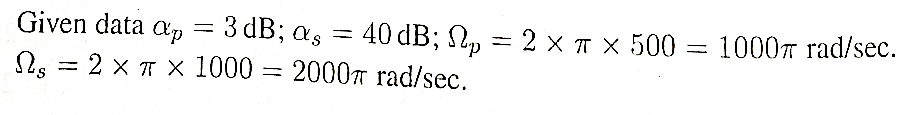 Given data αp = 3 dB; αs = 40 dB; Ωp = 2 × π × 500 = 1000π rad/sec.
Ωs = 2 × π × 1000 = 2000π rad/sec.